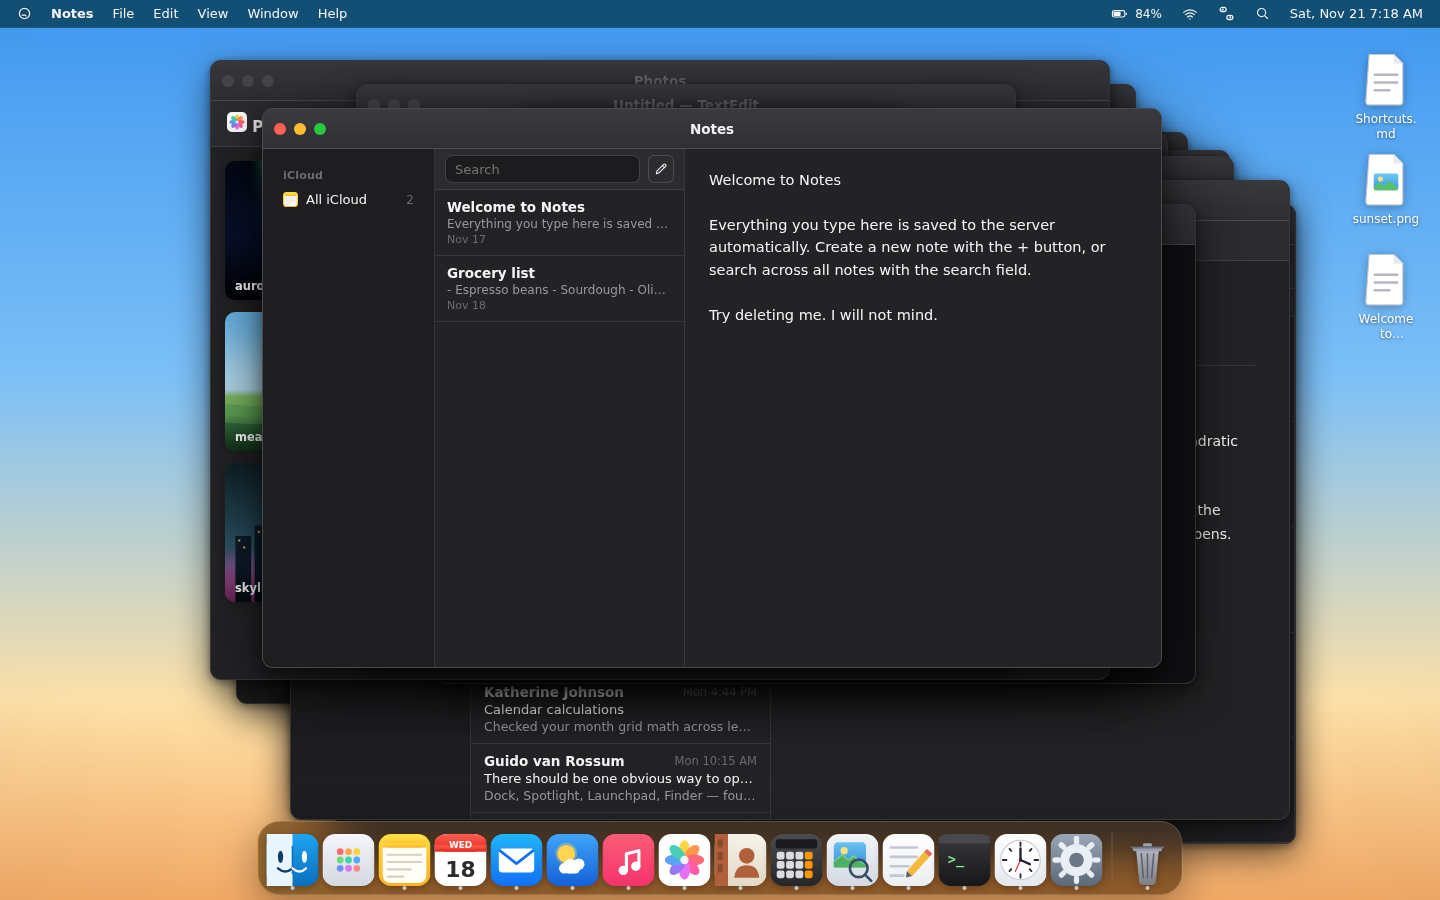 Notes File Edit View Window Help 84% Sat, Nov 21 7:18 AM
Photos
Untitled — TextEdit
Notes
iCloud
All iCloud 2
Search
Welcome to Notes
Everything you type here is saved …
Nov 17
Grocery list
- Espresso beans - Sourdough - Oli…
Nov 18
Welcome to Notes
Everything you type here is saved to the server
automatically. Create a new note with the + button, or
search across all notes with the search field.
Try deleting me. I will not mind.
the
Katherine Johnson Mon 4:44 PM
Calendar calculations
Checked your month grid math across le…
Guido van Rossum Mon 10:15 AM
There should be one obvious way to op…
Dock, Spotlight, Launchpad, Finder — fou…
Shortcuts.
md
sunset.png
Welcome
to…
WED
18
>_